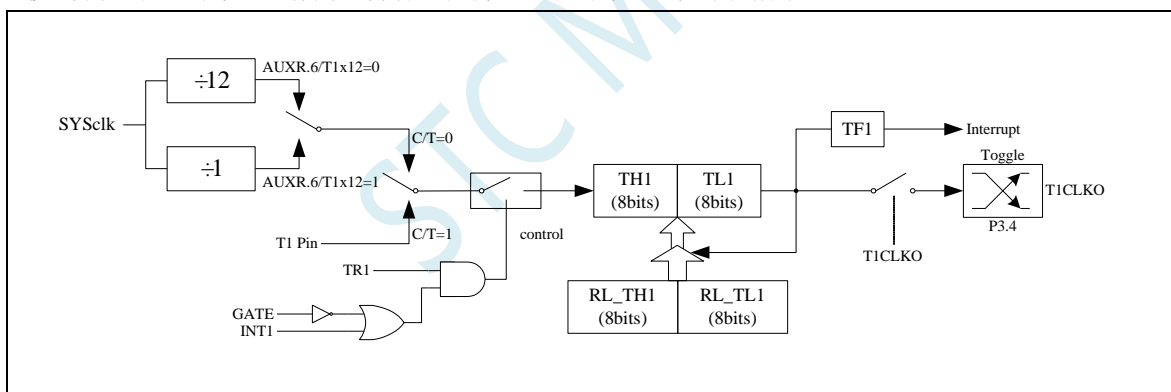 ÷12
AUXR.6/T1x12=0
SYSclk
÷1
AUXR.6/T1x12=1
C/T=0
T1 Pin
C/T=1
control
TR1
GATE
INT1
TH1
(8bits)
TL1
(8bits)
RL_TH1
(8bits)
RL_TL1
(8bits)
TF1
Interrupt
Toggle
T1CLKO
P3.4
T1CLKO
STC M